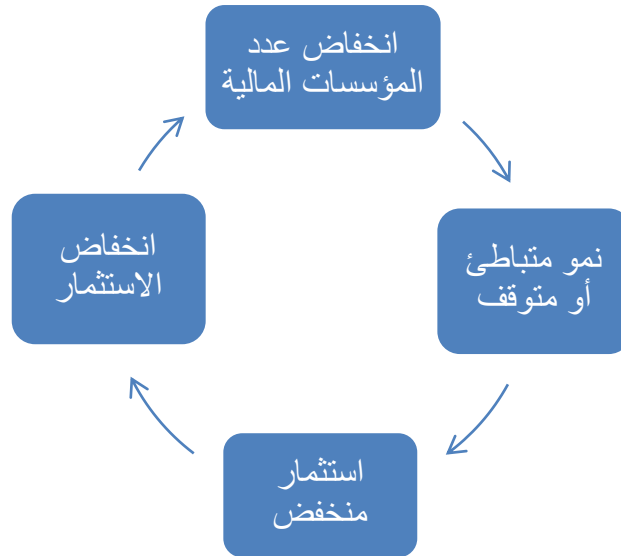 انخفاض عدد
المؤسسات المالية
نمو متباطئ
أو متوقف
استثمار
منخفض
انخفاض
الاستثمار